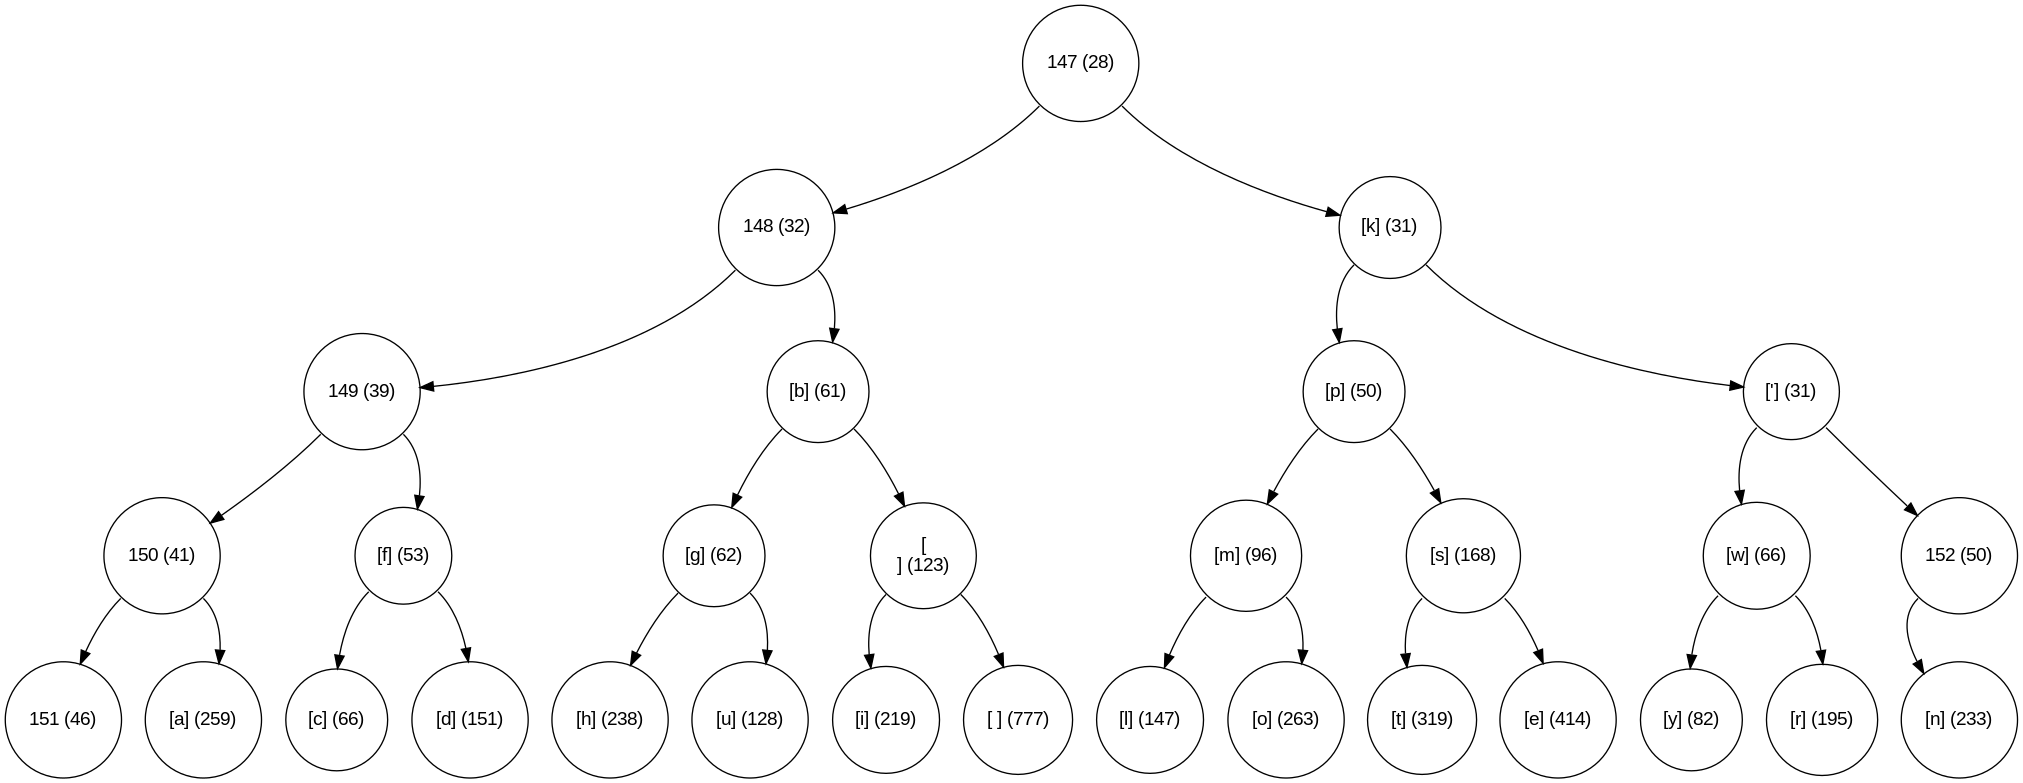 147 (28)
148 (32)
[k] (31)
149 (39)
[b] (61)
[p] (50)
['] (31)
150 (41)
[f] (53)
[g] (62)
[
] (123)
[m] (96)
[s] (168)
[w] (66)
152 (50)
151 (46)
[a] (259)
[c] (66)
[d] (151)
[h] (238)
[u] (128)
[i] (219)
[ ] (777)
[l] (147)
[o] (263)
[t] (319)
[e] (414)
[y] (82)
[r] (195)
[n] (233)